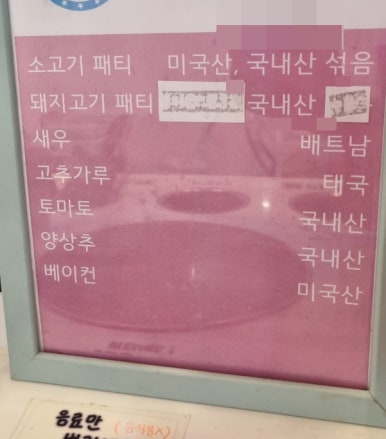 소고기 패티 미국산, 국내산 섞음
돼지고기 패티 국내산
새우 베트남
고추가루 태국
토마토 국내산
양상추 국내산
베이컨 미국산
음료만